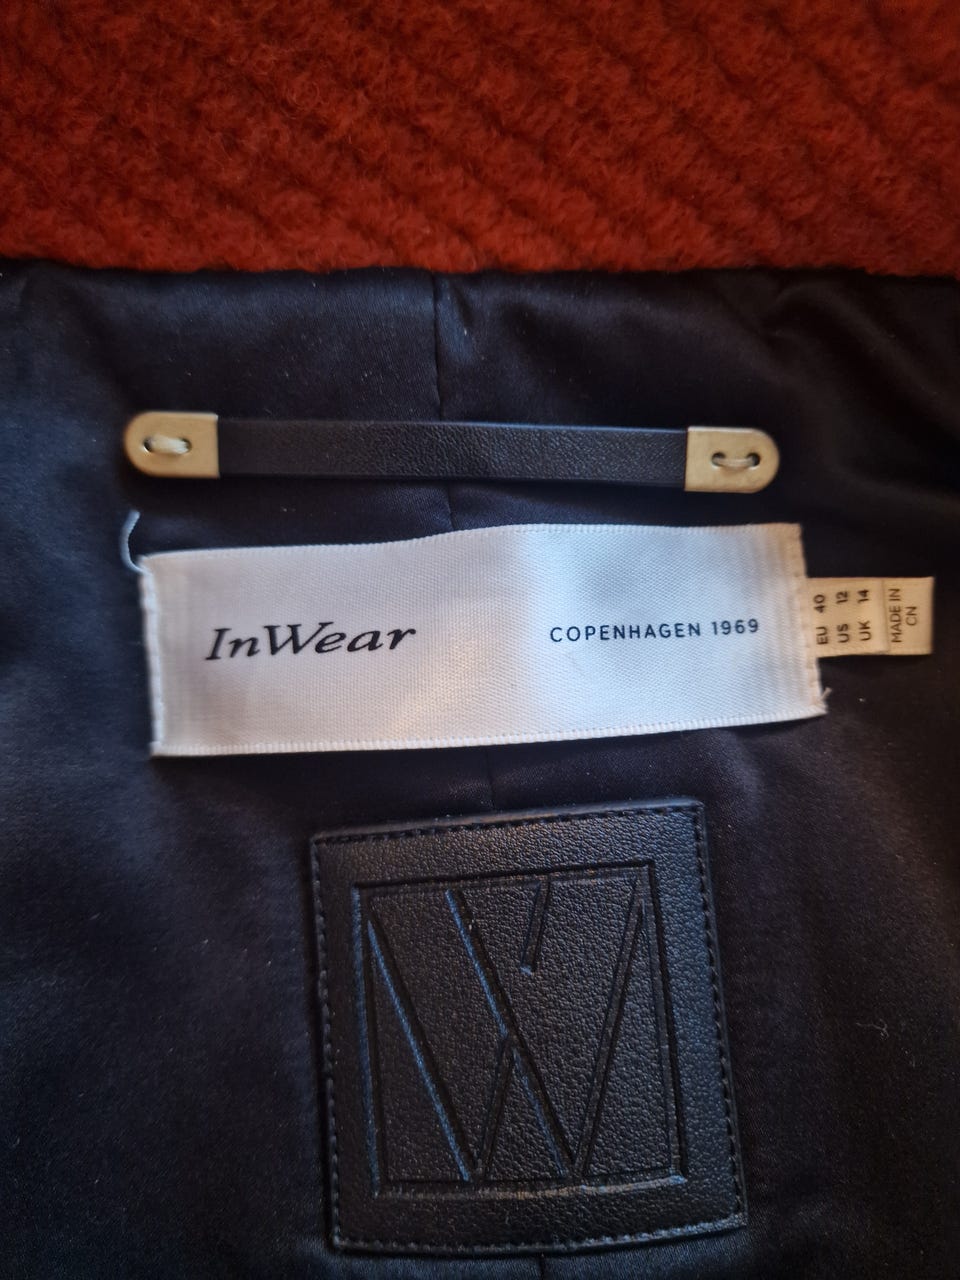 InWear COPENHAGEN 1969
EU 40
US 12
UK 14
MADE IN
CN
W